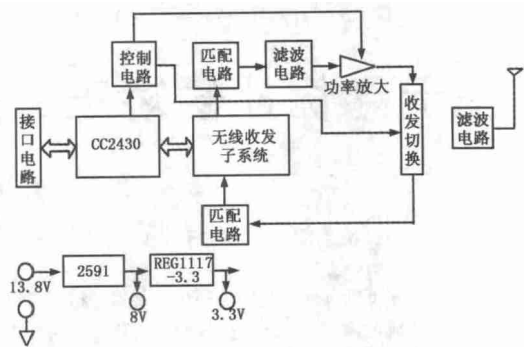 控制
电路
匹配
电路
滤波
电路
功率放大
接口电路
CC2430
无线收发
子系统
收发切换
滤波
电路
匹配
电路
13.8V
2591
8V
REG1117
-3.3
3.3V